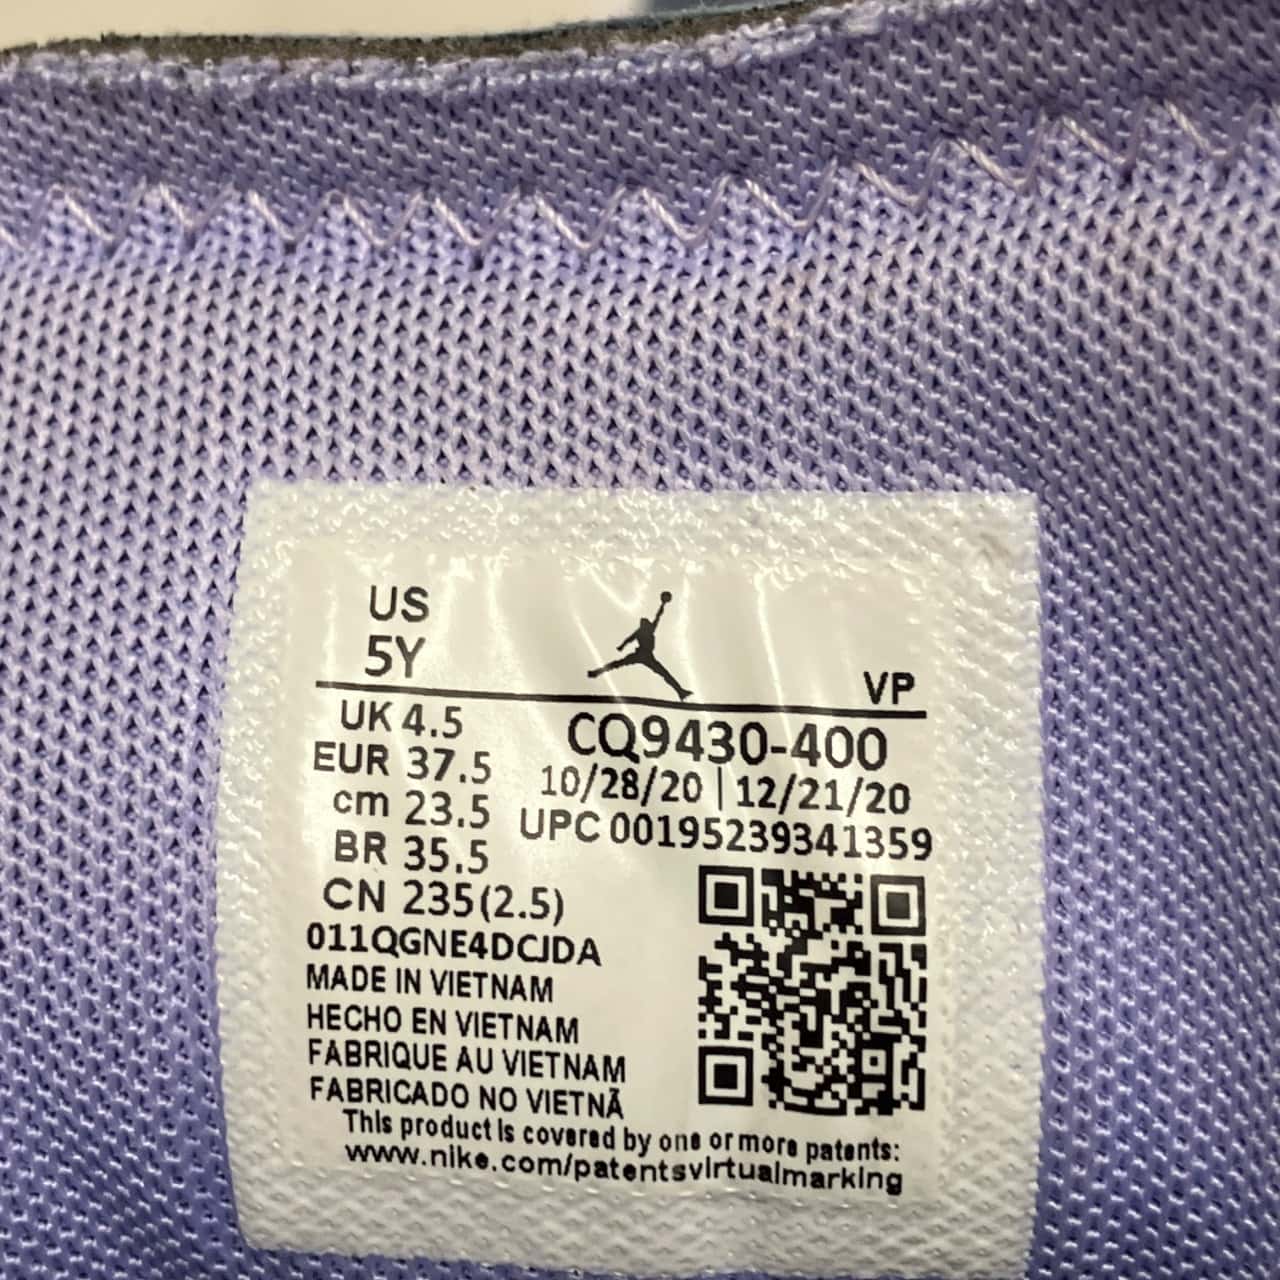 US
5Y
VP
UK 4.5
EUR 37.5
cm 23.5
BR 35.5
CN 235(2.5)
CQ9430-400
10/28/20 | 12/21/20
UPC 00195239341359
011QGNE4DCJDA
MADE IN VIETNAM
HECHO EN VIETNAM
FABRIQUE AU VIETNAM
FABRICADO NO VIETNÃ
This product is covered by one or more patents:
www.nike.com/patentsvirtualmarking